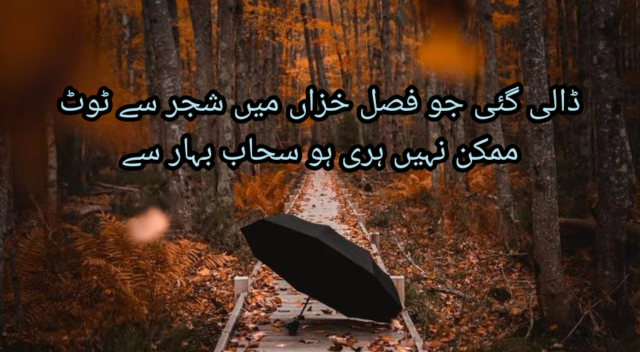 ڈالی گئی جو فصل خزاں میں شجر سے ٹوٹ
ممکن نہیں ہری ہو سحاب بہار سے